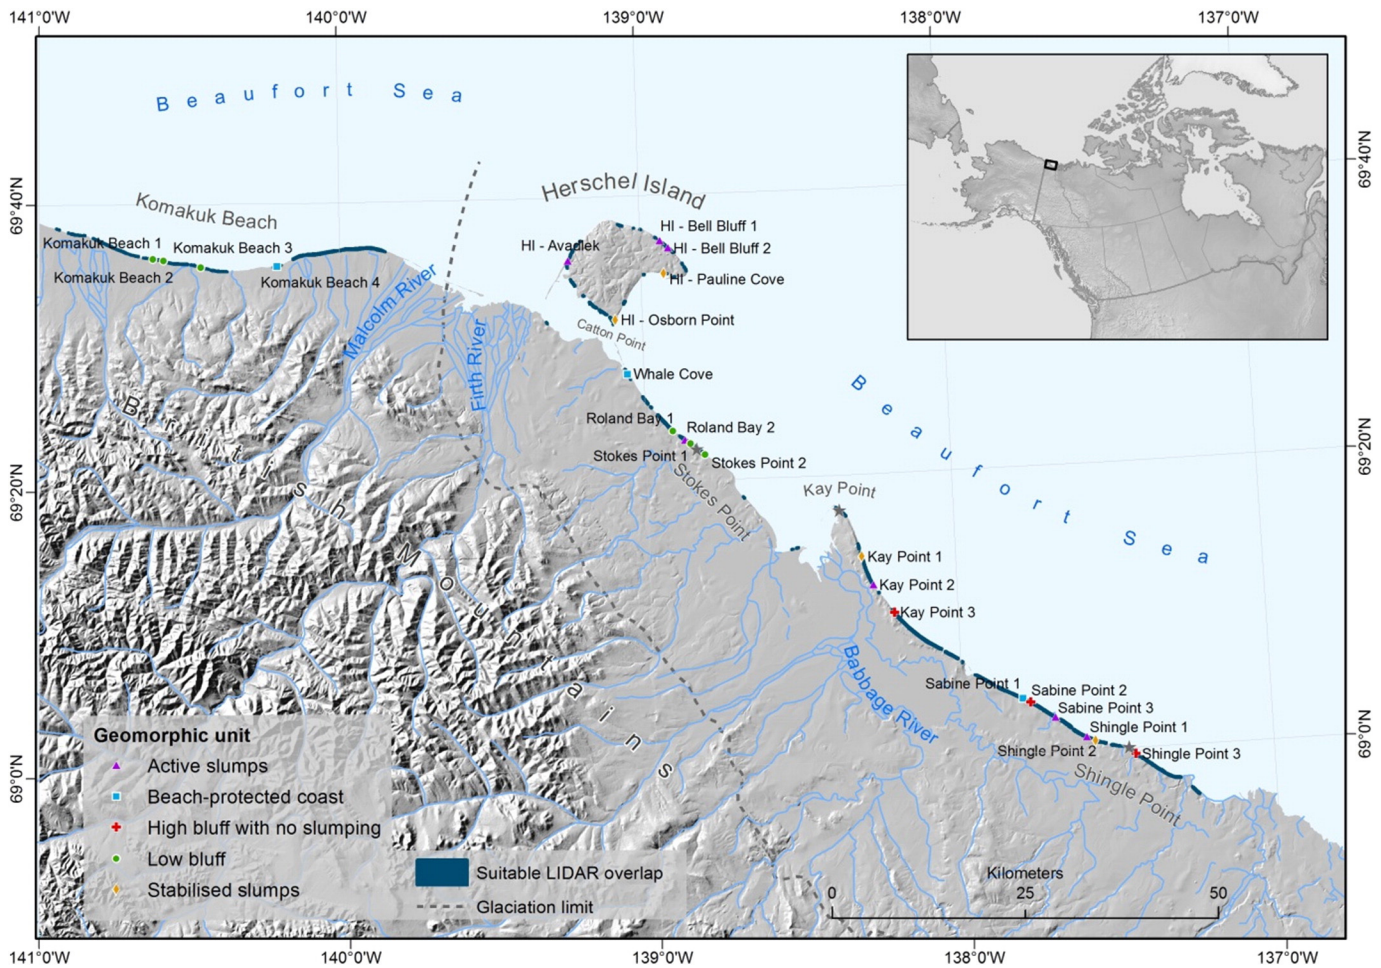 141°0'W 140°0'W 139°0'W 138°0'W 137°0'W
Beaufort Sea
69°40'N
69°40'N
Komakuk Beach
Herschel Island
Komakuk Beach 1
Komakuk Beach 3
Komakuk Beach 2
Komakuk Beach 4
HI - Avadlek
HI - Bell Bluff 1
HI - Bell Bluff 2
HI - Pauline Cove
HI - Osborn Point
Catton Point
Malcolm River
Firth River
Whale Cove
Roland Bay 1
Roland Bay 2
Stokes Point 1
Stokes Point 2
Stokes Point
69°20'N
69°20'N
British Mountains
Beaufort Sea
Kay Point
Kay Point 1
Kay Point 2
Kay Point 3
Babbage River
Sabine Point 1
Sabine Point 2
Sabine Point 3
Shingle Point 1
Shingle Point 2
Shingle Point 3
Shingle Point
69°0'N
69°0'N
Geomorphic unit
Active slumps
Beach-protected coast
High bluff with no slumping
Low bluff
Stabilised slumps
Suitable LIDAR overlap
Glaciation limit
Kilometers
0 25 50
141°0'W 140°0'W 139°0'W 138°0'W 137°0'W